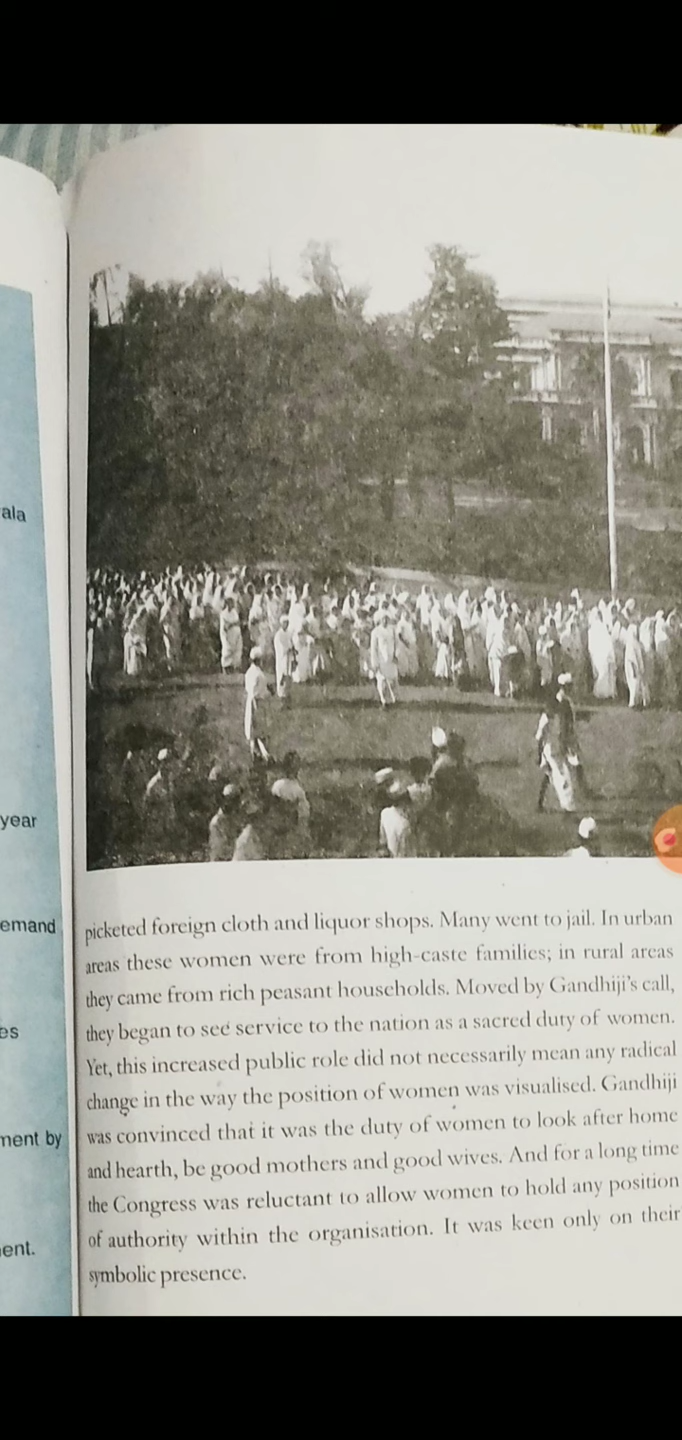 ala
year
emand
es
ment by
ent.
picketed foreign cloth and liquor shops. Many went to jail. In urban
areas these women were from high-caste families; in rural areas
they came from rich peasant households. Moved by Gandhiji's call,
they began to see service to the nation as a sacred duty of women.
Yet, this increased public role did not necessarily mean any radical
change in the way the position of women was visualised. Gandhiji
was convinced that it was the duty of women to look after home
and hearth, be good mothers and good wives. And for a long time
the Congress was reluctant to allow women to hold any position
of authority within the organisation. It was keen only on their
symbolic presence.